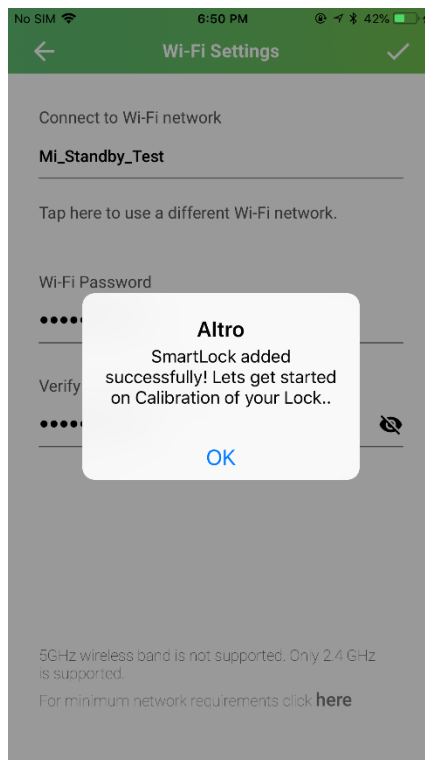 No SIM 6:50 PM 42%
Wi-Fi Settings
Connect to Wi-Fi network
Mi_Standby_Test
Tap here to use a different Wi-Fi network.
Wi-Fi Password
Altro
SmartLock added
successfully! Lets get started
on Calibration of your Lock..
Verify
OK
5GHz wireless band is not supported. Only 2.4 GHz
is supported.
For minimum network requirements click here